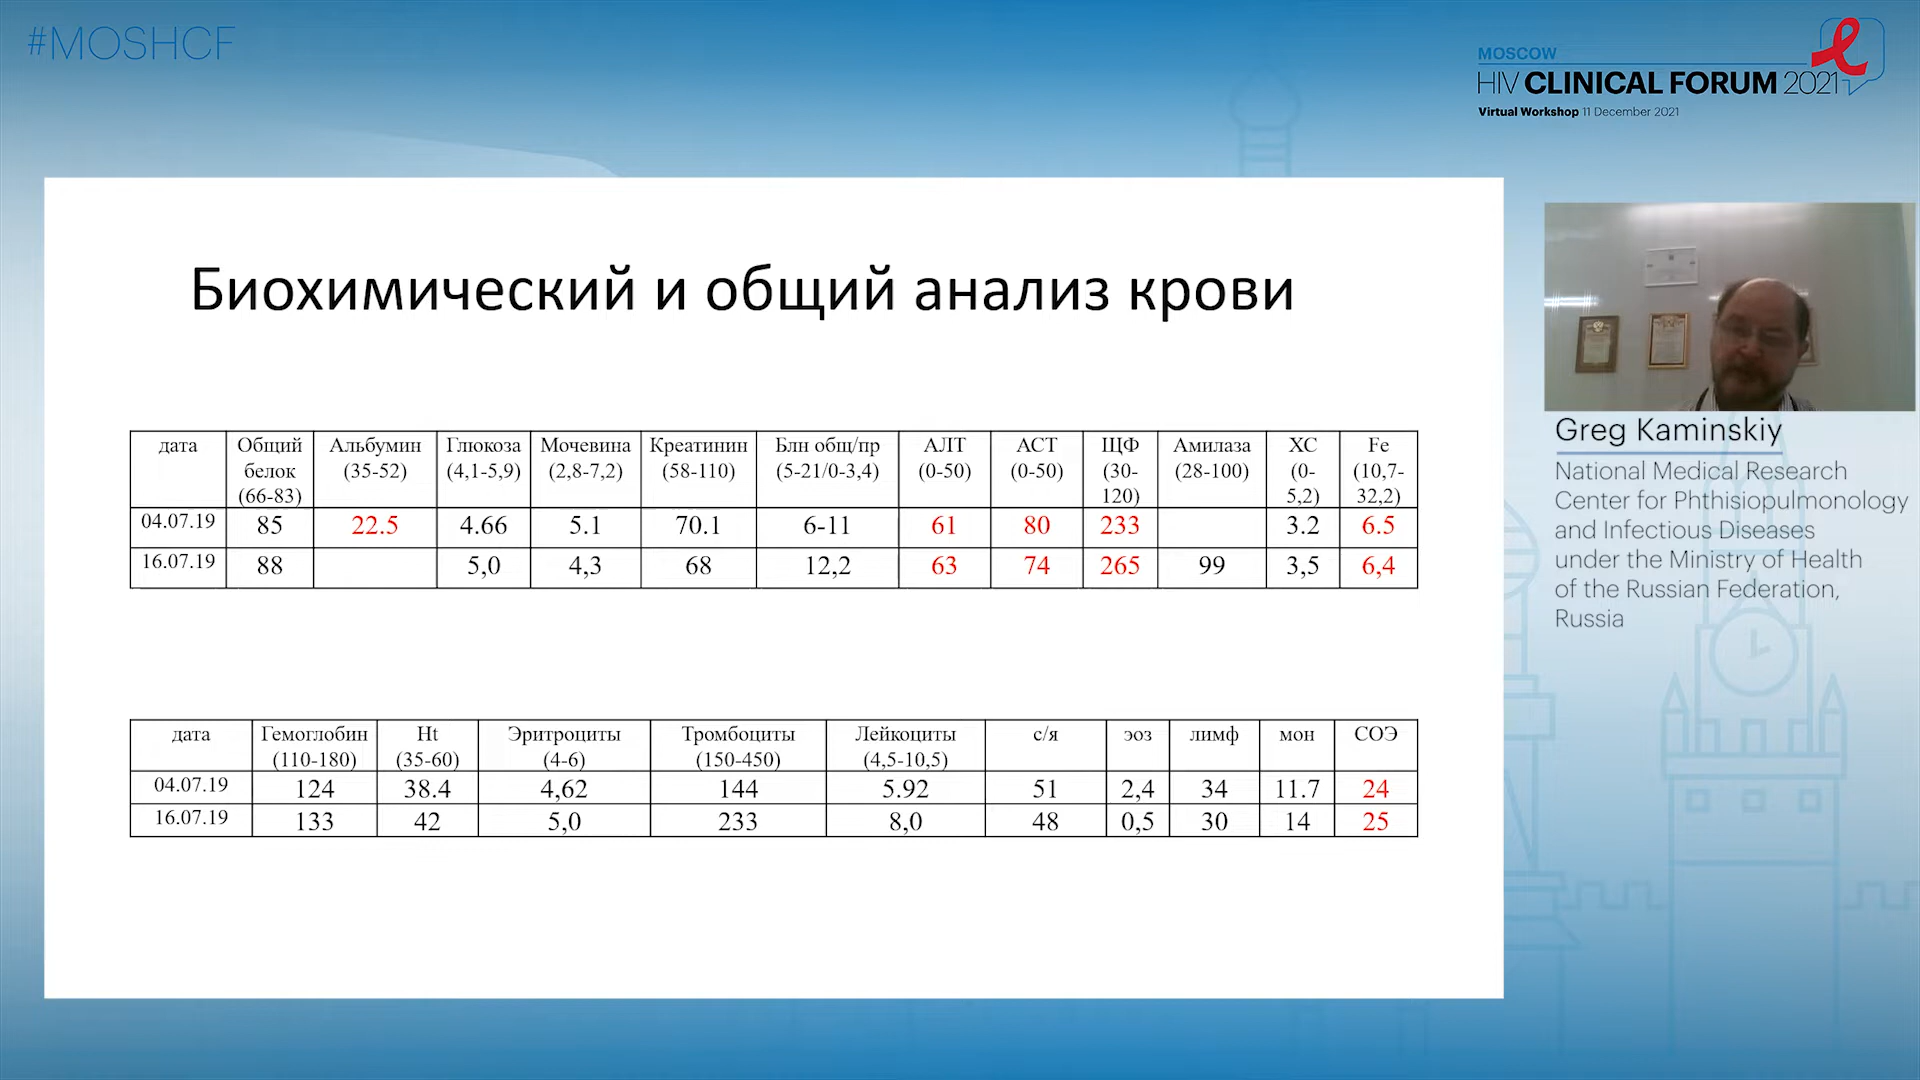 #MOSHCF
MOSCOW
HIV CLINICAL FORUM 2021
Virtual Workshop 11 December 2021
Биохимический и общий анализ крови
дата Общий белок (66-83) Альбумин (35-52) Глюкоза (4,1-5,9) Мочевина (2,8-7,2) Креатинин (58-110) Блн общ/пр (5-21/0-3,4) АЛТ (0-50) АСТ (0-50) ЩФ (30-120) Амилаза (28-100) ХС (0-5,2) Fe (10,7-32,2)
04.07.19 85 22.5 4.66 5.1 70.1 6-11 61 80 233 3.2 6.5
16.07.19 88 5,0 4,3 68 12,2 63 74 265 99 3,5 6,4
дата Гемоглобин (110-180) Ht (35-60) Эритроциты (4-6) Тромбоциты (150-450) Лейкоциты (4,5-10,5) с/я эоз лимф мон СОЭ
04.07.19 124 38.4 4,62 144 5.92 51 2,4 34 11.7 24
16.07.19 133 42 5,0 233 8,0 48 0,5 30 14 25
Greg Kaminskiy
National Medical Research
Center for Phthisiopulmonology
and Infectious Diseases
under the Ministry of Health
of the Russian Federation,
Russia